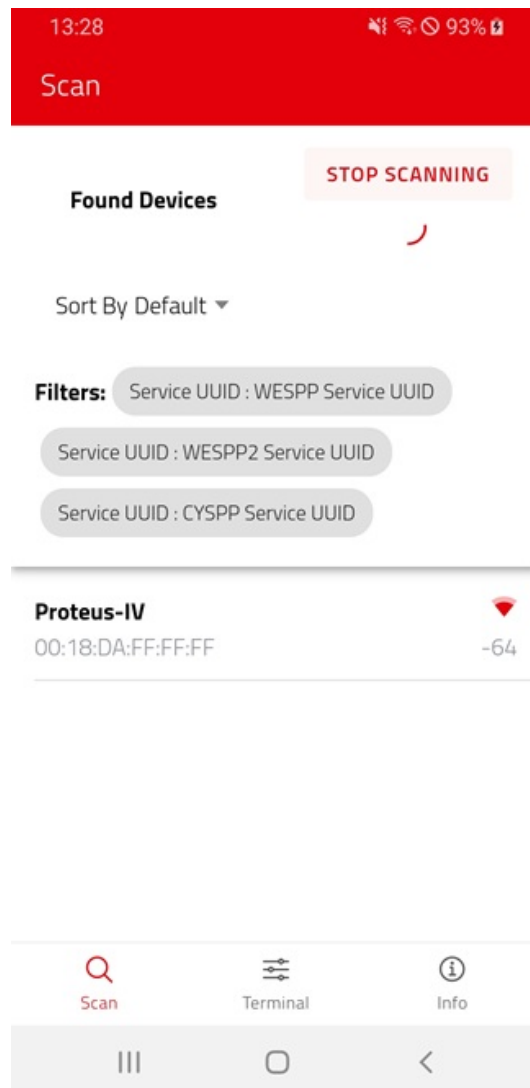 13:28 93%
Scan
STOP SCANNING
Found Devices
Sort By Default
Filters: Service UUID : WESPP Service UUID
Service UUID : WESPP2 Service UUID
Service UUID : CYSPP Service UUID
Proteus-IV
00:18:DA:FF:FF:FF -64
Scan Terminal Info